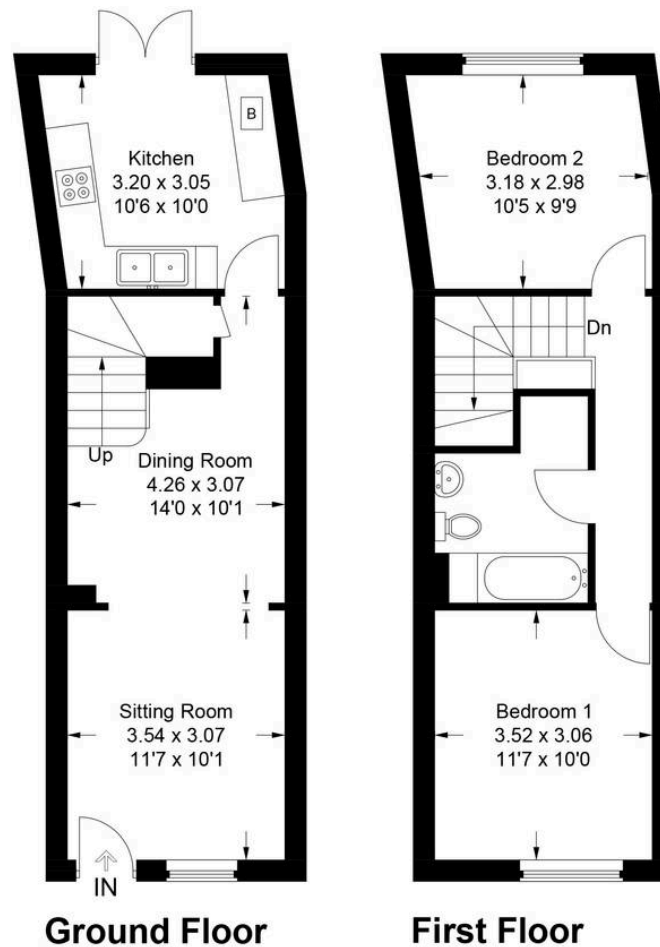 Kitchen
3.20 x 3.05
10'6 x 10'0
B
Up
Dining Room
4.26 x 3.07
14'0 x 10'1
Sitting Room
3.54 x 3.07
11'7 x 10'1
IN
Ground Floor
Bedroom 2
3.18 x 2.98
10'5 x 9'9
Dn
Bedroom 1
3.52 x 3.06
11'7 x 10'0
First Floor